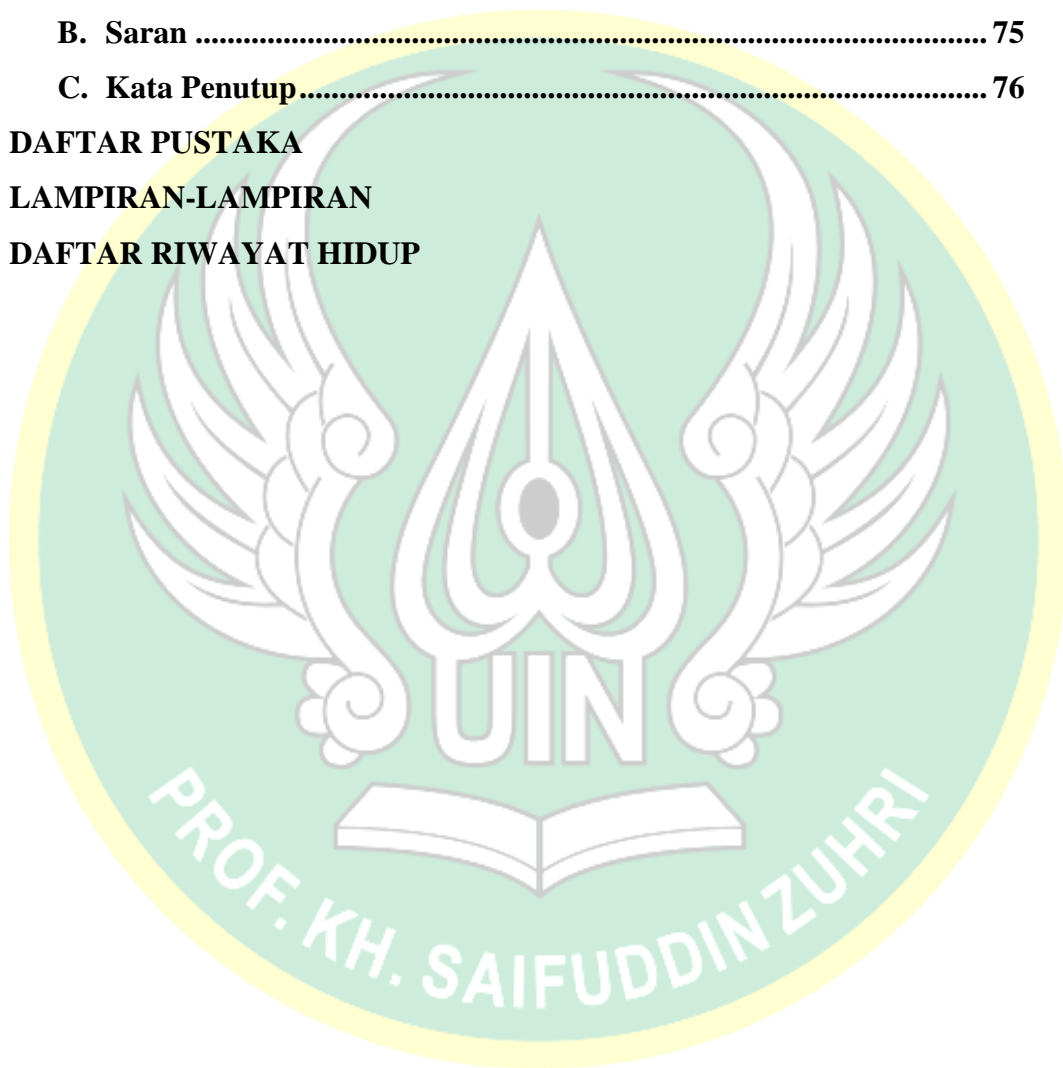 B. Saran .................................................................................................... 75
C. Kata Penutup....................................................................................... 76
DAFTAR PUSTAKA
LAMPIRAN-LAMPIRAN
DAFTAR RIWAYAT HIDUP
UIN
PROF. KH. SAIFUDDIN ZUHRI